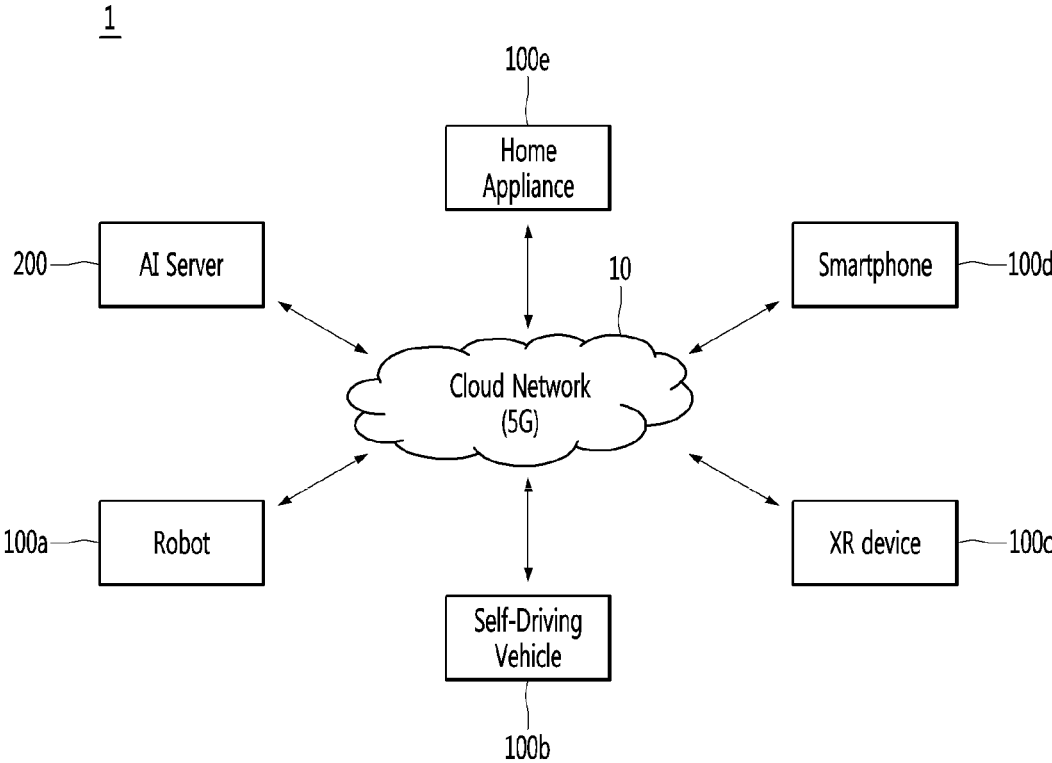 1
100e
Home
Appliance
200
AI Server
Smartphone
100d
10
Cloud Network
(5G)
100a
Robot
XR device
100c
Self-Driving
Vehicle
100b